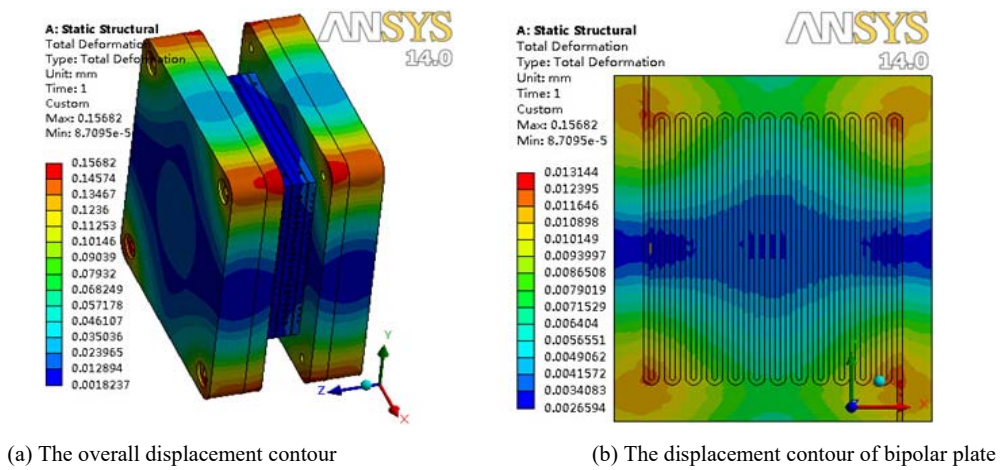 A: Static Structural
Total Deformation
Type: Total Deformation
Unit: mm
Time: 1
Custom
Max: 0.15682
Min: 8.7095e-5
0.15682
0.14574
0.13467
0.1236
0.11253
0.10146
0.09039
0.07932
0.068249
0.057178
0.046107
0.035036
0.023965
0.012894
0.0018237
ANSYS
14.0
Y
Z
X
A: Static Structural
Total Deformation
Type: Total Deformation
Unit: mm
Time: 1
Custom
Max: 0.15682
Min: 8.7095e-5
0.013144
0.012395
0.011646
0.010898
0.010149
0.0093997
0.0086508
0.0079019
0.0071529
0.006404
0.0056551
0.0049062
0.0041572
0.0034083
0.0026594
ANSYS
14.0
X
(a) The overall displacement contour
(b) The displacement contour of bipolar plate